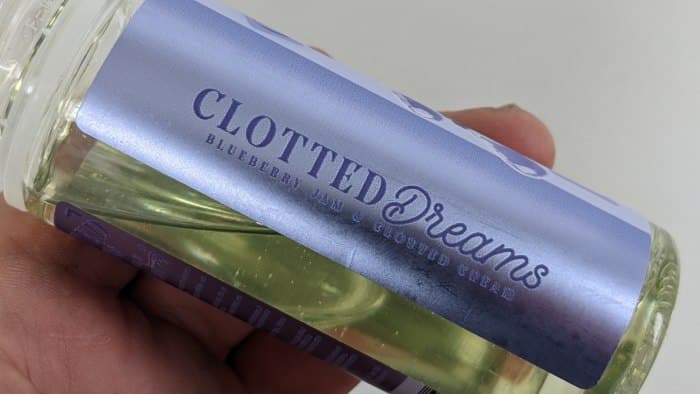 CLOTTED Dreams
BLUEBERRY JAM & CLOTTED CREAM